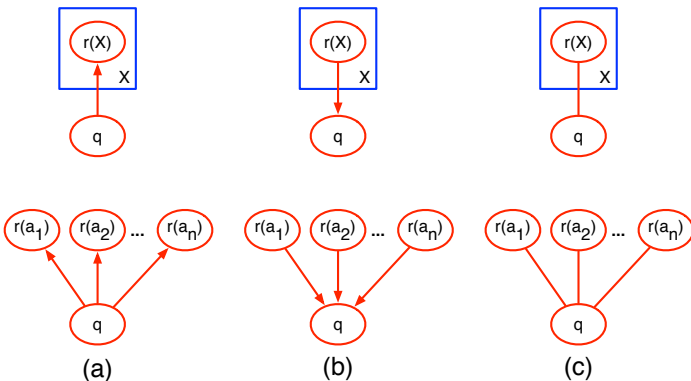 r(X) r(X) r(X)
X X X
q q q
r(a1) r(a2) ... r(an) r(a1) r(a2) ... r(an) r(a1) r(a2) ... r(an)
q q q
(a) (b) (c)